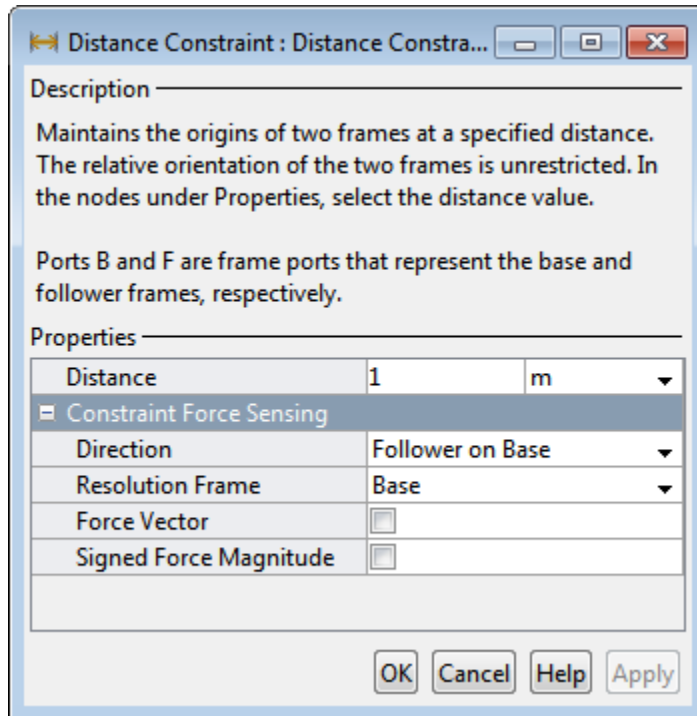 Distance Constraint : Distance Constra...
Description
Maintains the origins of two frames at a specified distance.
The relative orientation of the two frames is unrestricted. In
the nodes under Properties, select the distance value.
Ports B and F are frame ports that represent the base and
follower frames, respectively.
Properties
Distance 1 m
Constraint Force Sensing
Direction Follower on Base
Resolution Frame Base
Force Vector
Signed Force Magnitude
OK Cancel Help Apply